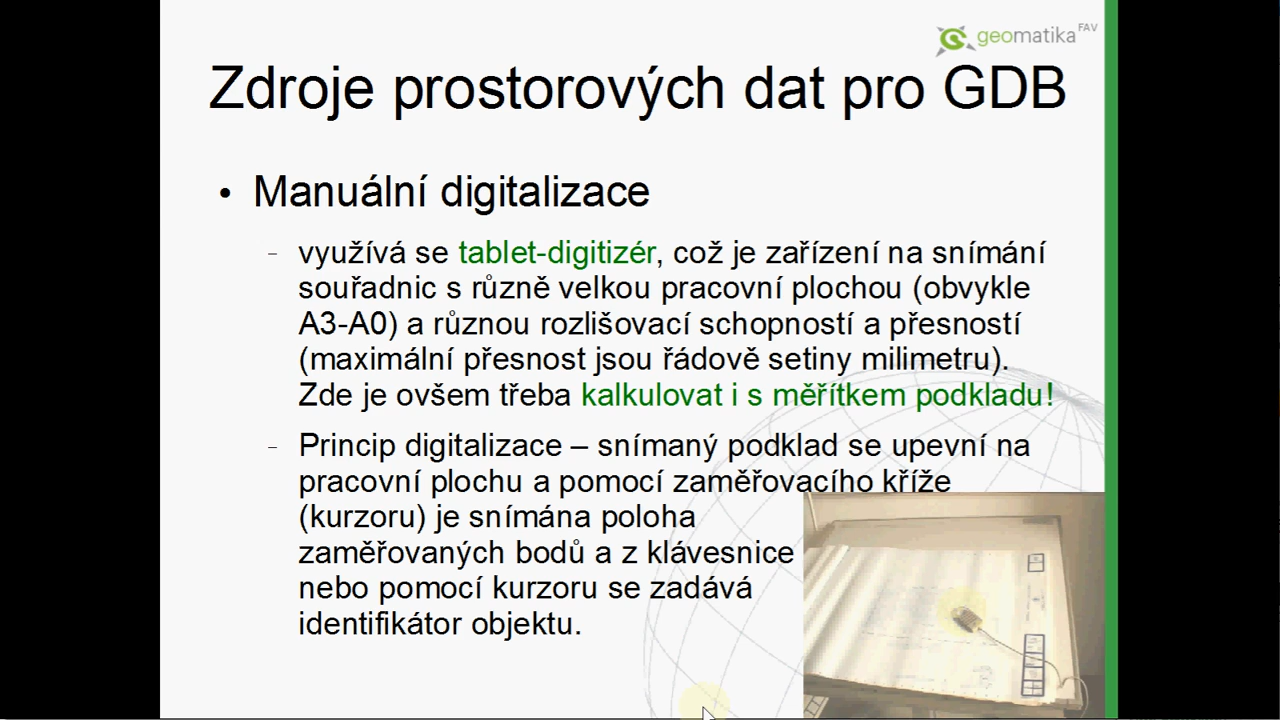 geomatika FAV
Zdroje prostorových dat pro GDB
• Manuální digitalizace
– využívá se tablet-digitizér, což je zařízení na snímání
souřadnic s různě velkou pracovní plochou (obvykle
A3-A0) a různou rozlišovací schopností a přesností
(maximální přesnost jsou řádově setiny milimetru).
Zde je ovšem třeba kalkulovat i s měřítkem podkladu!
– Princip digitalizace – snímaný podklad se upevní na
pracovní plochu a pomocí zaměřovacího kříže
(kurzoru) je snímána poloha
zaměřovaných bodů a z klávesnice
nebo pomocí kurzoru se zadává
identifikátor objektu.